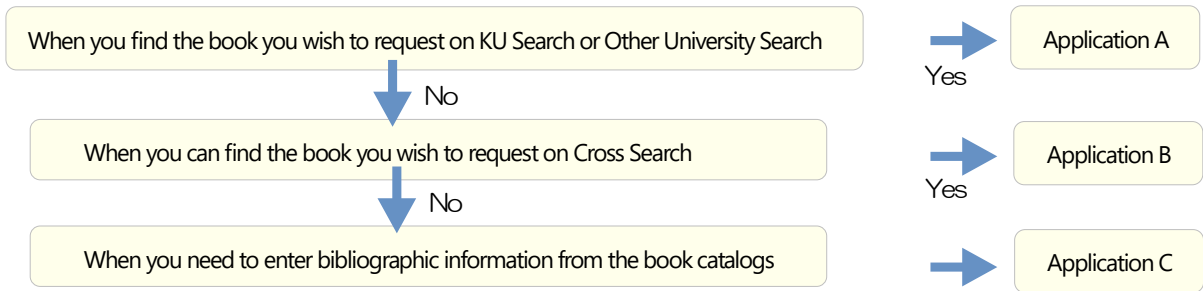 When you find the book you wish to request on KU Search or Other University Search
Application A
Yes
No
When you can find the book you wish to request on Cross Search
Application B
Yes
No
When you need to enter bibliographic information from the book catalogs
Application C